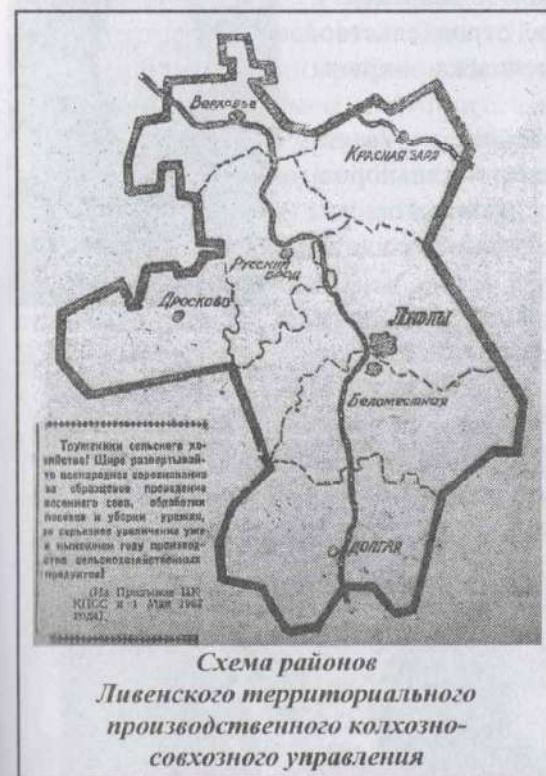 Верховье
Красная заря
Русский
Брод
Дросково
Ливны
Беломестная
Долгая
Труженики сельского хо-
зяйства! Шире развертывай-
те всенародное соревнование
за образцовое проведение
весеннего сева, обработки
посевов и уборки урожая,
за серьезное увеличение уже
в нынешнем году производ-
ства сельскохозяйственных
продуктов!
(Из Призывов ЦК
КПСС к 1 Мая 1962
года).
Схема районов
Ливенского территориального
производственного колхозно-
совхозного управления